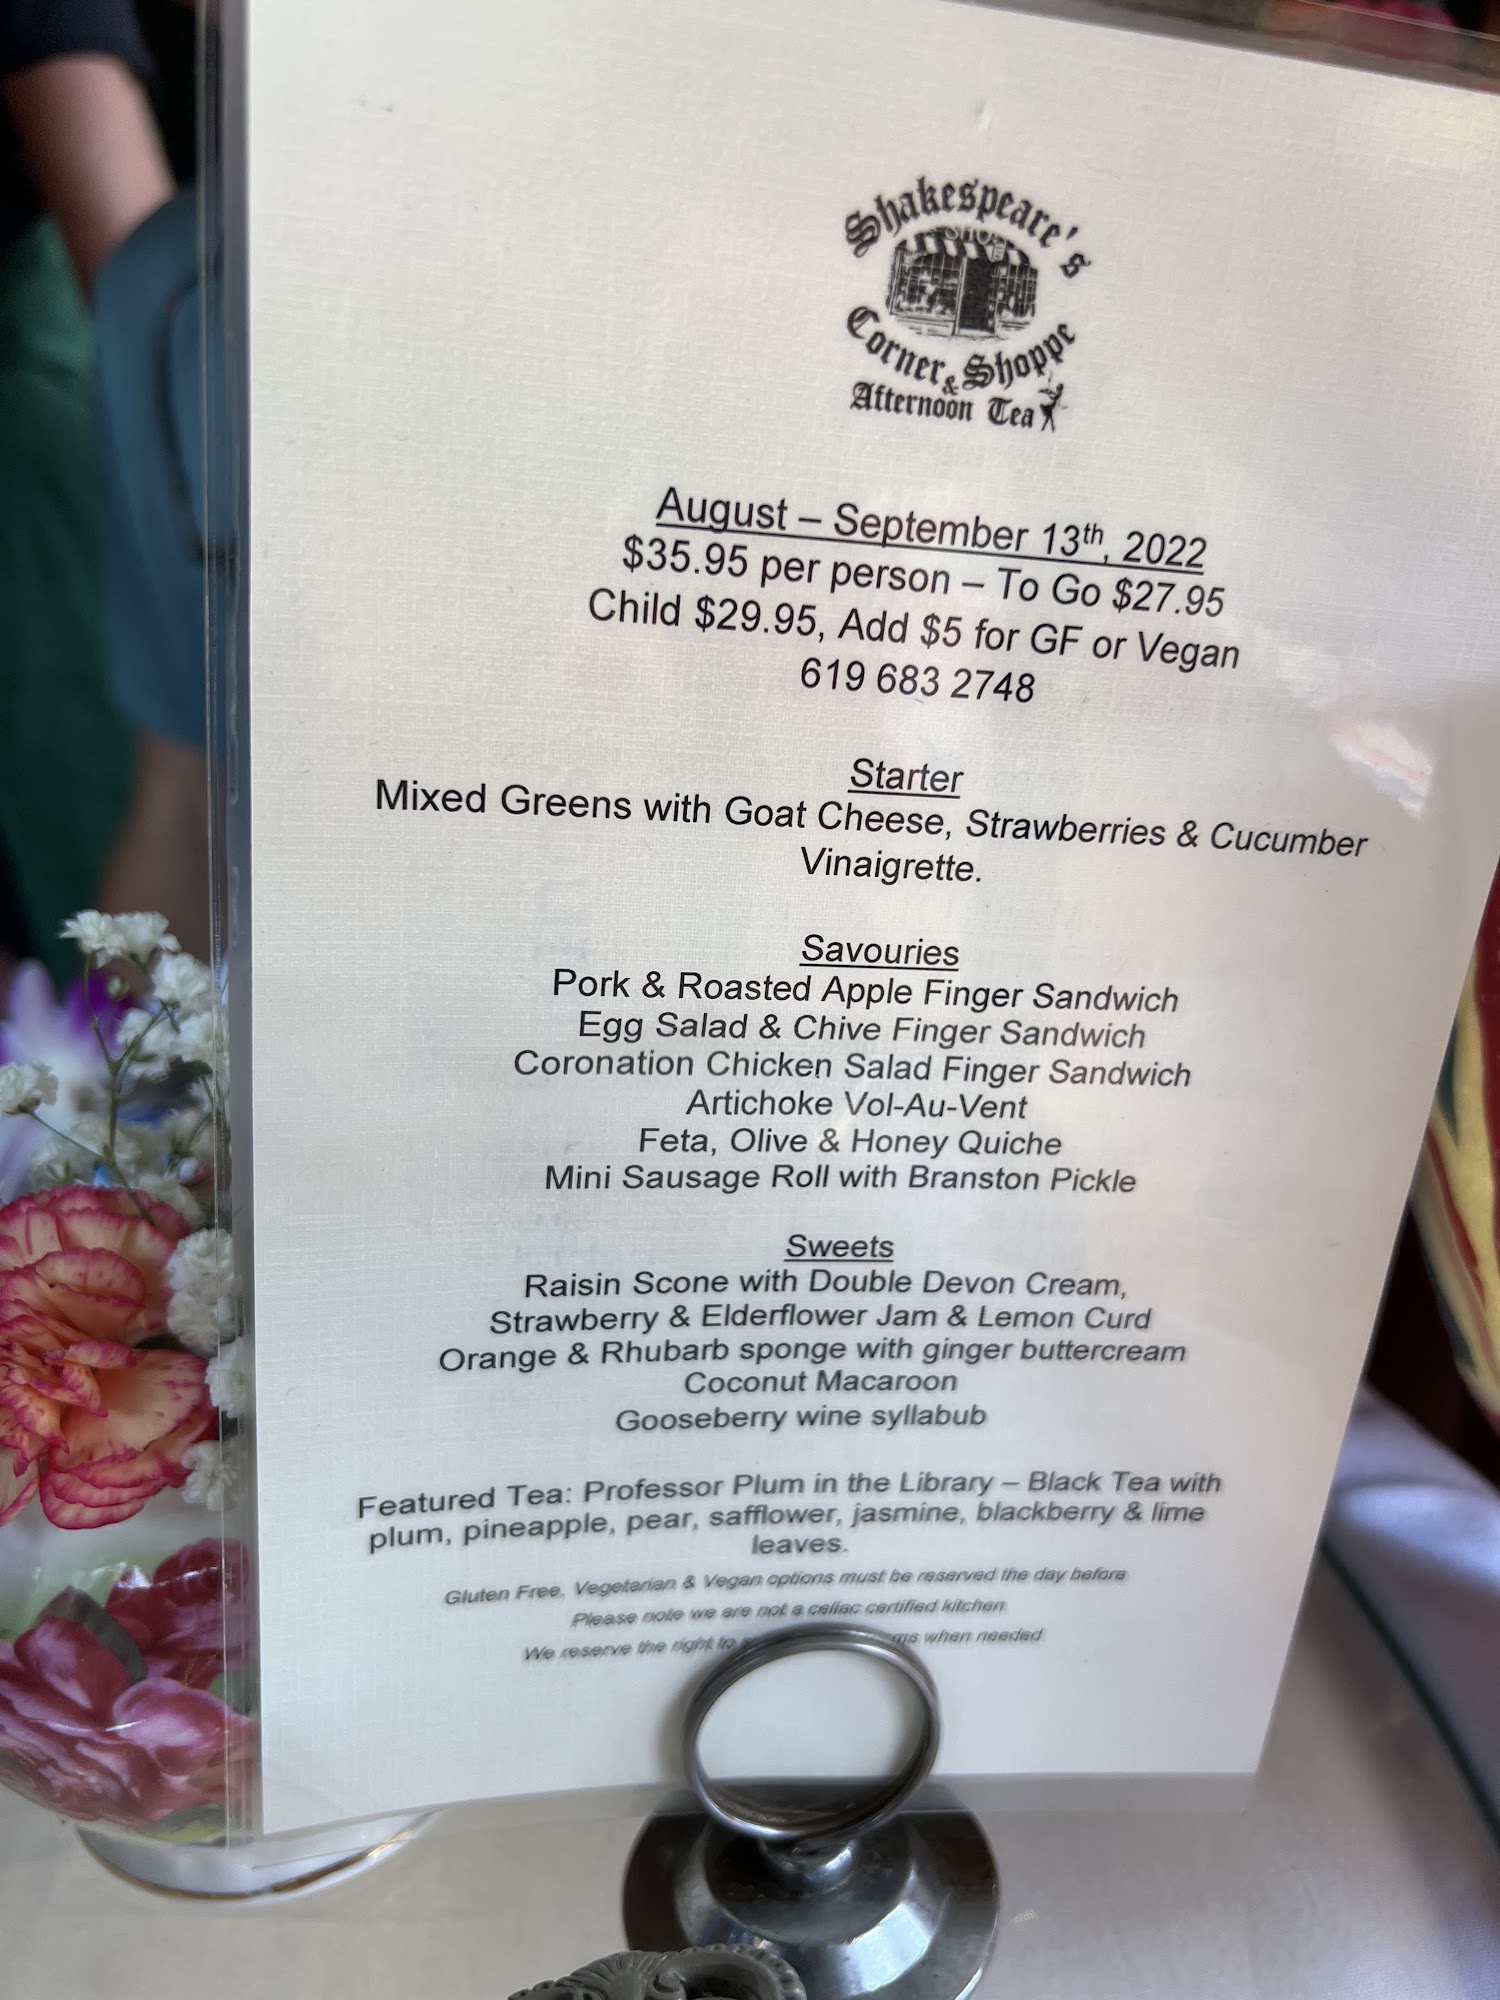 Shakespeare's
Corner Shoppe
&
Afternoon Tea
August – September 13th, 2022
$35.95 per person – To Go $27.95
Child $29.95, Add $5 for GF or Vegan
619 683 2748
Starter
Mixed Greens with Goat Cheese, Strawberries & Cucumber
Vinaigrette.
Savouries
Pork & Roasted Apple Finger Sandwich
Egg Salad & Chive Finger Sandwich
Coronation Chicken Salad Finger Sandwich
Artichoke Vol-Au-Vent
Feta, Olive & Honey Quiche
Mini Sausage Roll with Branston Pickle
Sweets
Raisin Scone with Double Devon Cream,
Strawberry & Elderflower Jam & Lemon Curd
Orange & Rhubarb sponge with ginger buttercream
Coconut Macaroon
Gooseberry wine syllabub
Featured Tea: Professor Plum in the Library – Black Tea with
plum, pineapple, pear, safflower, jasmine, blackberry & lime
leaves.
Gluten Free, Vegetarian & Vegan options must be reserved the day before
Please note we are not a celiac certified kitchen
We reserve the right to when needed